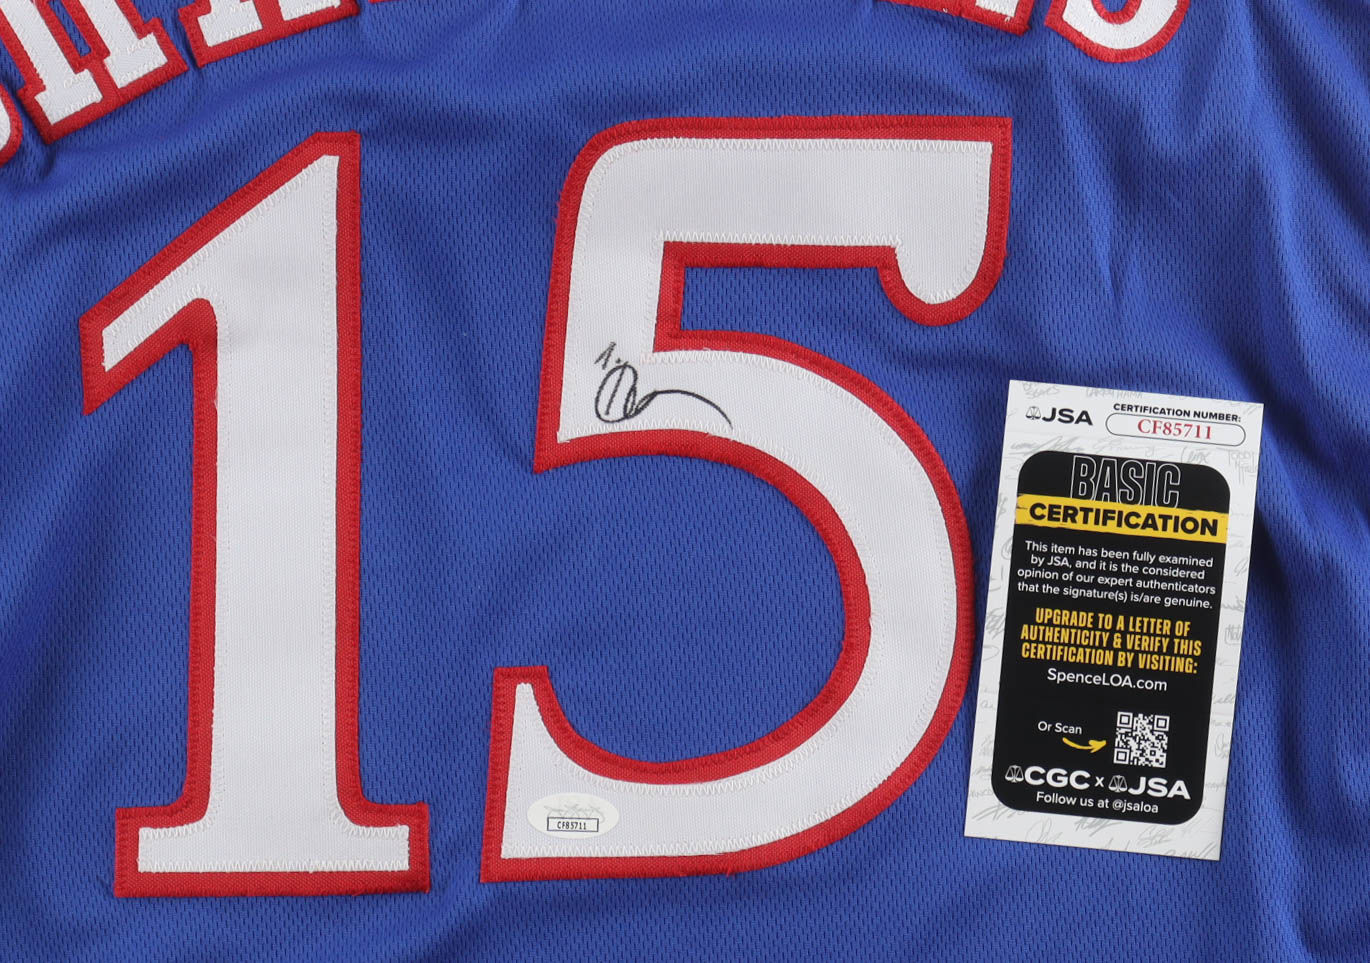 15
JSA
CERTIFICATION NUMBER:
CF85711
BASIC
CERTIFICATION
This item has been fully examined
by JSA, and it is the considered
opinion of our expert authenticators
that the signature(s) is/are genuine.
UPGRADE TO A LETTER OF
AUTHENTICITY & VERIFY THIS
CERTIFICATION BY VISITING:
SpenceLOA.com
Or Scan
CGC x JSA
Follow us at @jsaloa
CF85711